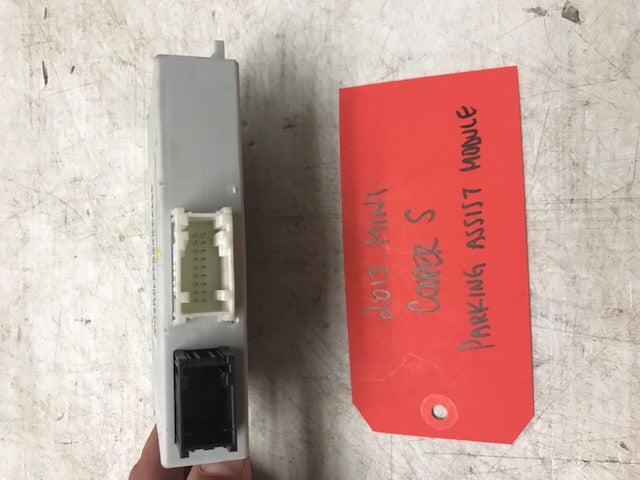 2013 MINI
COOPER S
PARKING ASSIST MODULE